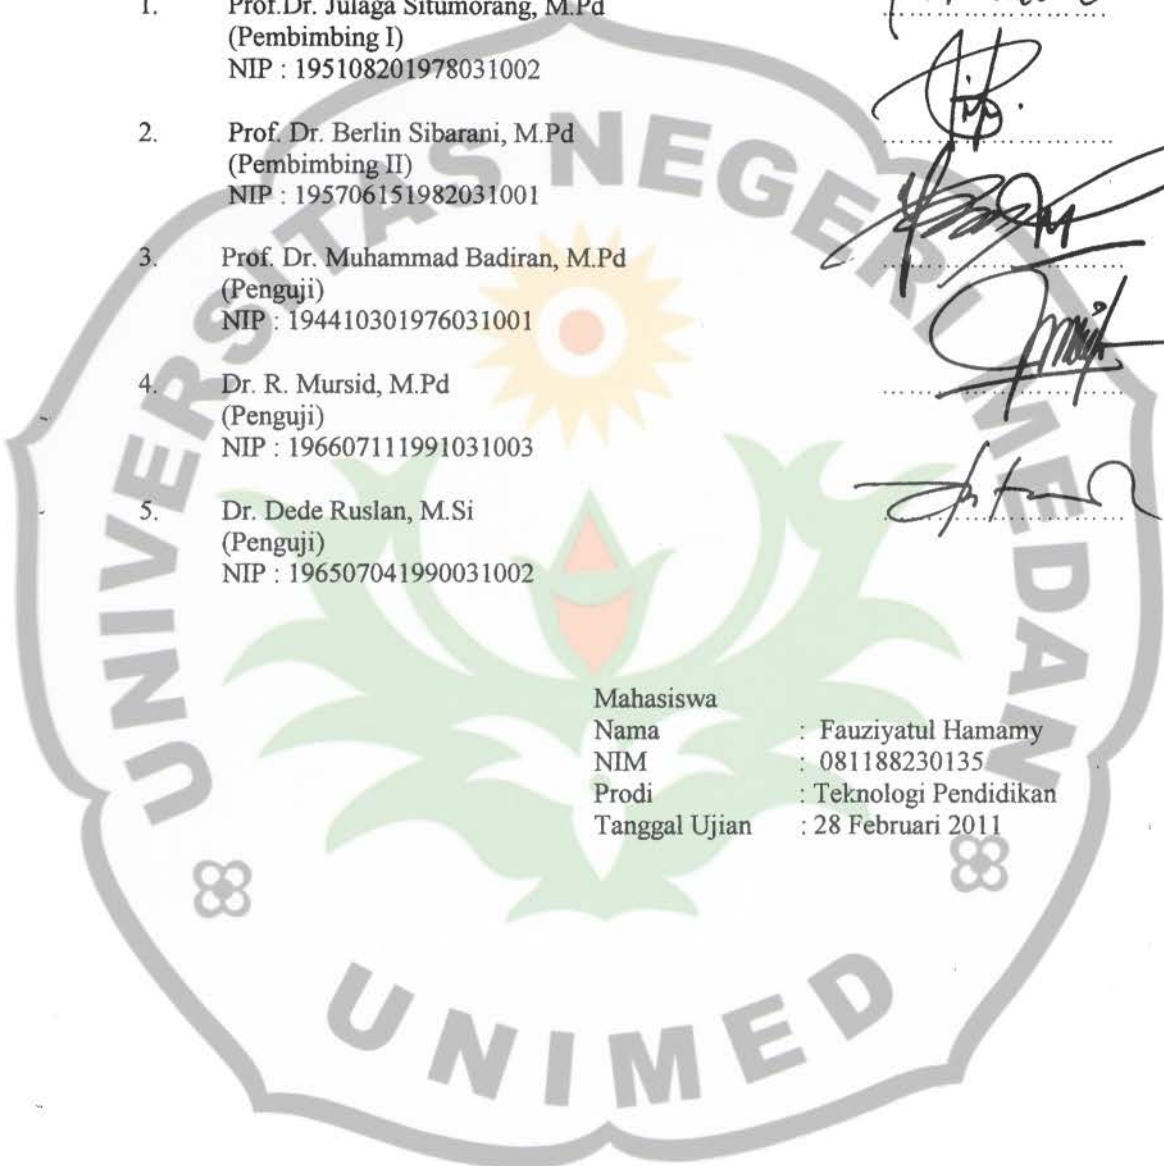 1. Prof.Dr. Julaga Situmorang, M.Pd
(Pembimbing I)
NIP : 195108201978031002
2. Prof. Dr. Berlin Sibarani, M.Pd
(Pembimbing II)
NIP : 195706151982031001
3. Prof. Dr. Muhammad Badiran, M.Pd
(Penguji)
NIP : 194410301976031001
4. Dr. R. Mursid, M.Pd
(Penguji)
NIP : 196607111991031003
5. Dr. Dede Ruslan, M.Si
(Penguji)
NIP : 196507041990031002
Mahasiswa
Nama : Fauziyatul Hamamy
NIM : 081188230135
Prodi : Teknologi Pendidikan
Tanggal Ujian : 28 Februari 2011
UNIVERSITAS NEGERI MEDAN
UNIMED